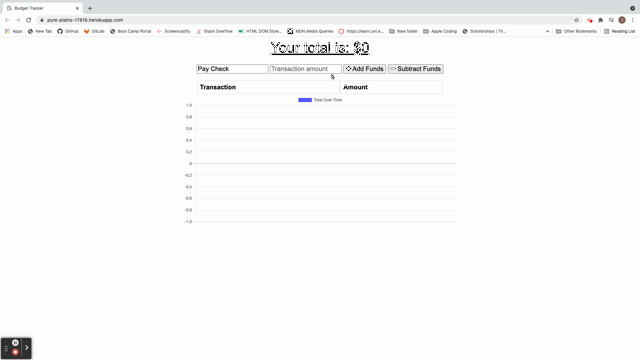 Budget Tracker
pure-plains-17816.herokuapp.com
Apps New Tab GitHub GitLab Boot Camp Portal Screencastify Stack Overflow HTML DOM Style... MDN Media Queries https://learn.uni.e... New folder Apple Coding Scholarships | Th... Other Bookmarks Reading List
Your total is: $0
Pay Check Transaction amount Add Funds Subtract Funds
Transaction Amount
Total Over Time
1.0
0.8
0.6
0.4
0.2
0
-0.2
-0.4
-0.6
-0.8
-1.0